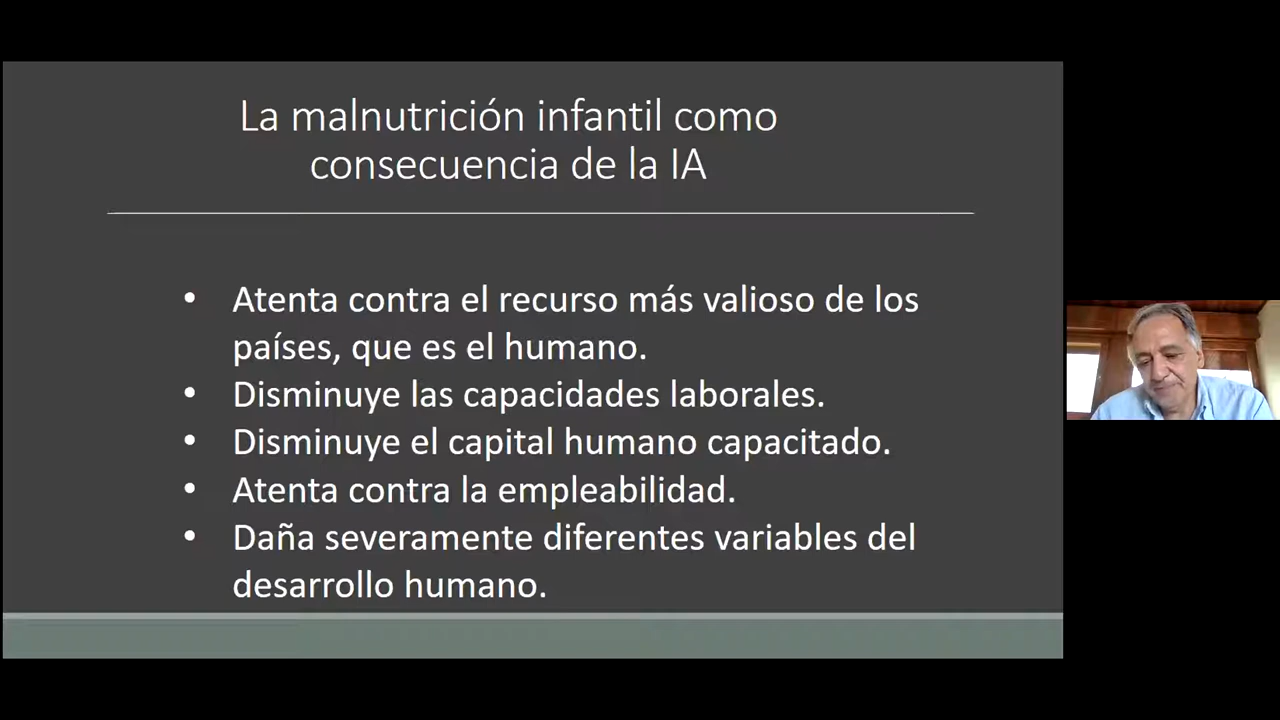 La malnutrición infantil como
consecuencia de la IA
• Atenta contra el recurso más valioso de los
países, que es el humano.
• Disminuye las capacidades laborales.
• Disminuye el capital humano capacitado.
• Atenta contra la empleabilidad.
• Daña severamente diferentes variables del
desarrollo humano.